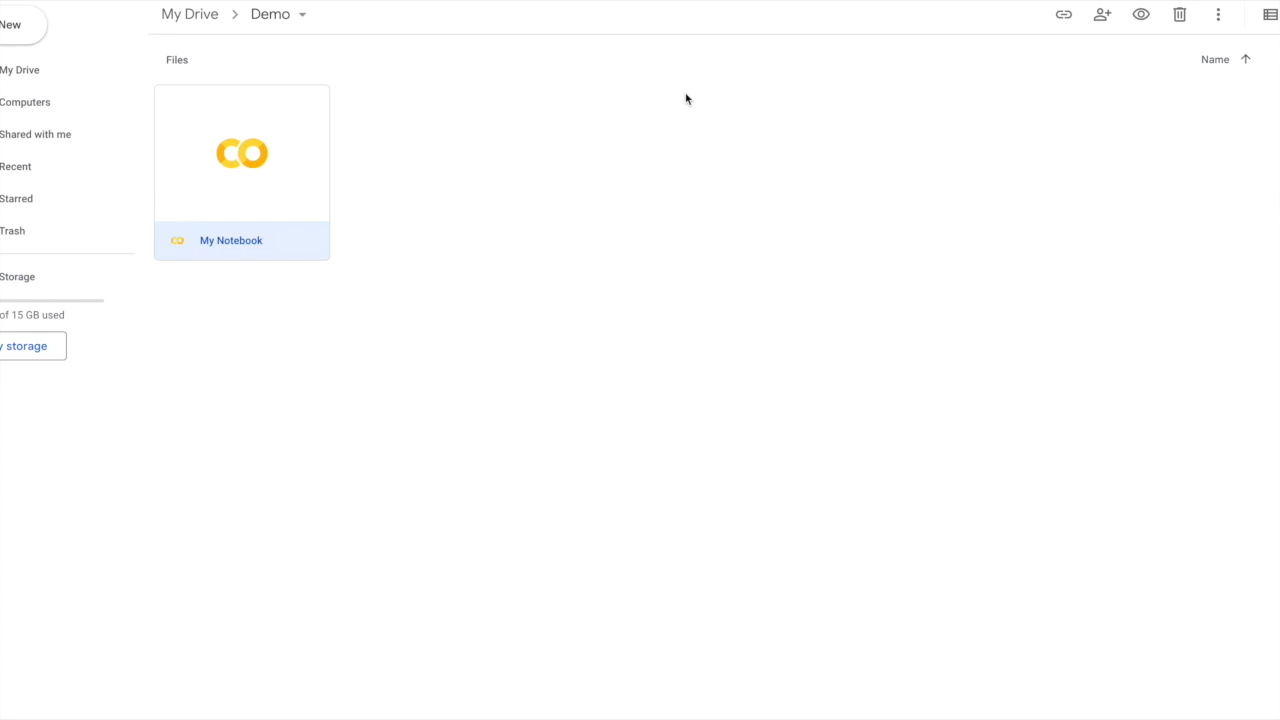 New
My Drive > Demo
My Drive
Computers
Shared with me
Recent
Starred
Trash
Storage
of 15 GB used
y storage
Files
Name
My Notebook